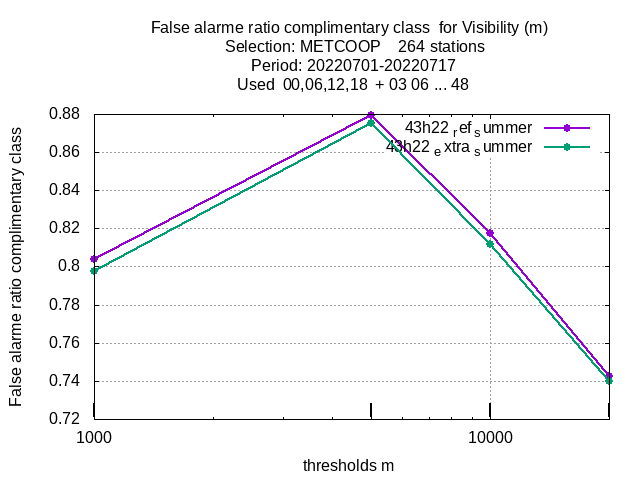 False alarme ratio complimentary class for Visibility (m)
Selection: METCOOP 264 stations
Period: 20220701-20220717
Used 00,06,12,18 + 03 06 ... 48
0.88
43h22 ref summer
0.86
43h22 extra summer
0.84
0.82
0.8
0.78
0.76
0.74
0.72
False alarme ratio complimentary class
1000
10000
thresholds m